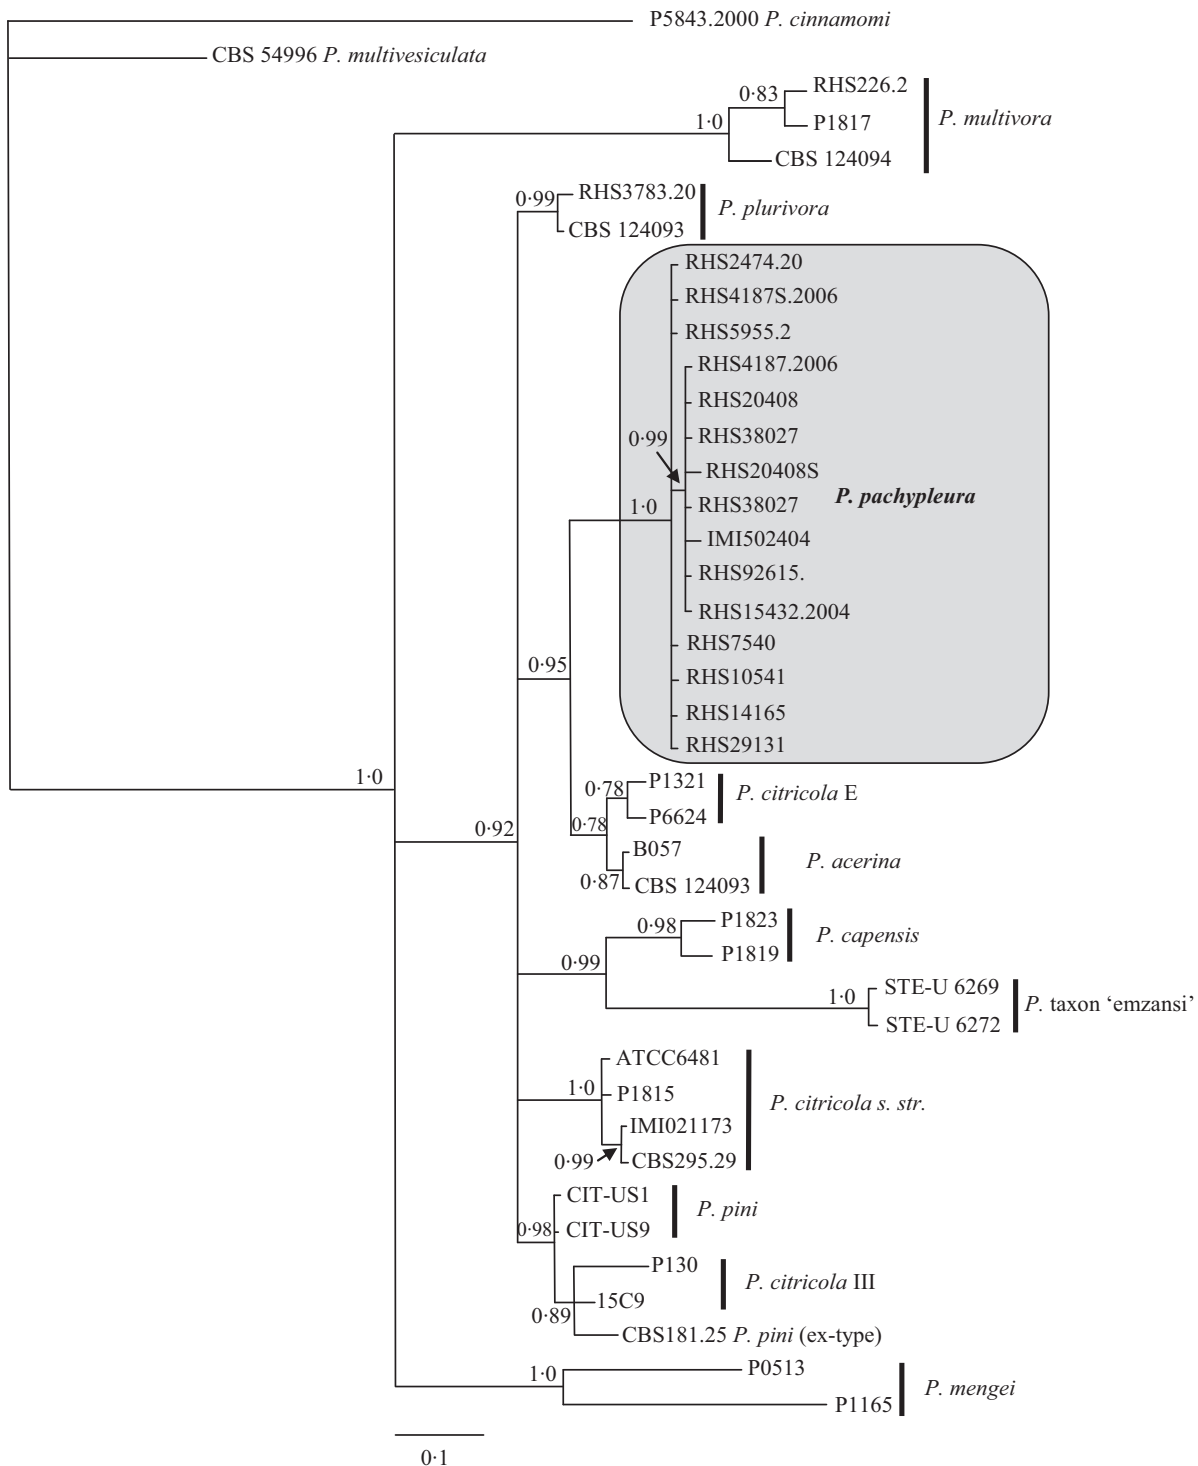 P5843.2000 P. cinnamomi
CBS 54996 P. multivesiculata
RHS226.2
0·83
P. multivora
1·0
P1817
CBS 124094
RHS3783.20
0·99
P. plurivora
CBS 124093
RHS2474.20
RHS4187S.2006
RHS5955.2
RHS4187.2006
RHS20408
0·99
RHS38027
RHS20408S
P. pachypleura
1·0
RHS38027
IMI502404
RHS92615.
RHS15432.2004
RHS7540
0·95
RHS10541
RHS14165
RHS29131
1·0
P1321
0·78
P. citricola E
P6624
0·92
0·78
B057
P. acerina
0·87
CBS 124093
P1823
0·98
P. capensis
P1819
0·99
STE-U 6269
1·0
P. taxon ‘emzansi’
STE-U 6272
ATCC6481
1·0
P1815
P. citricola s. str.
IMI021173
0·99
CBS295.29
CIT-US1
P. pini
0·98
CIT-US9
P130
P. citricola III
15C9
0·89
CBS181.25 P. pini (ex-type)
P0513
1·0
P. mengei
P1165
0·1